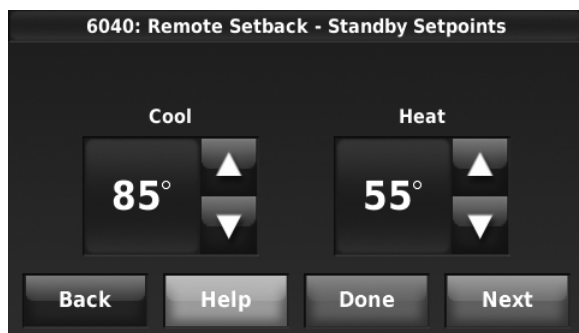 6040: Remote Setback - Standby Setpoints
Cool Heat
85° 55°
Back Help Done Next